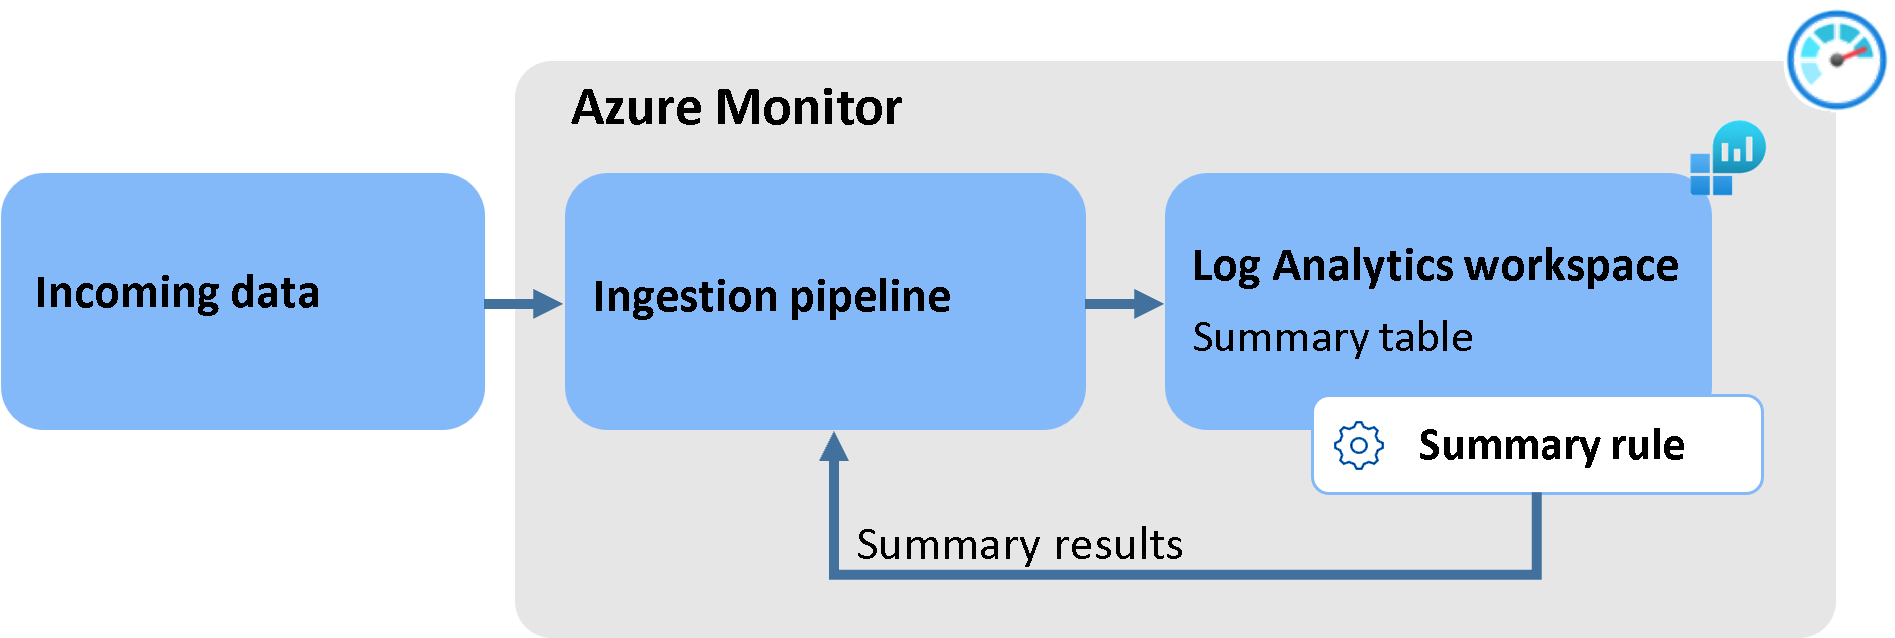 Azure Monitor
Incoming data
Ingestion pipeline
Log Analytics workspace
Summary table
Summary rule
Summary results